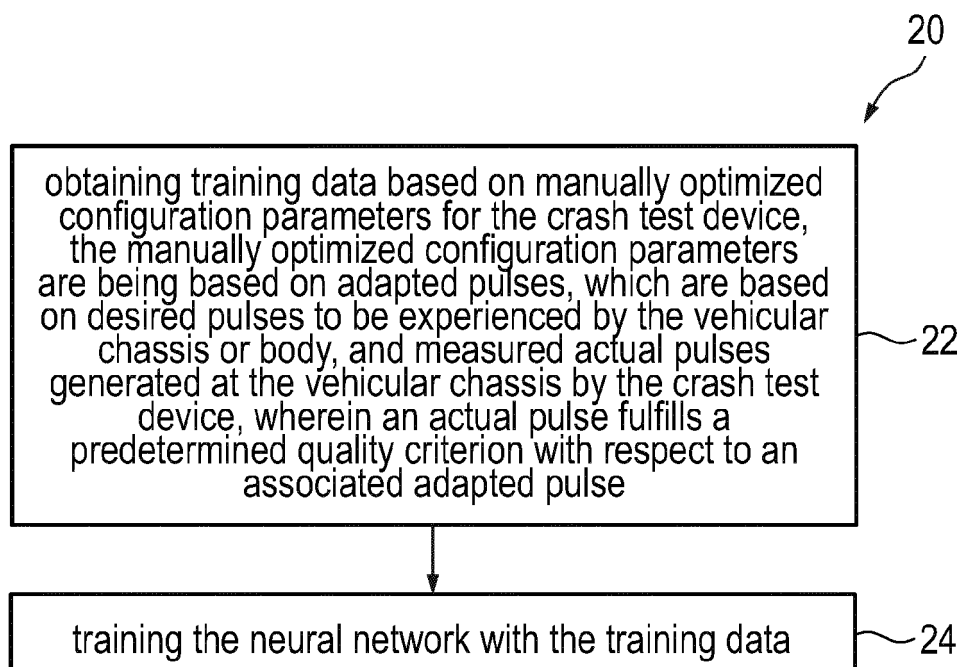 20
obtaining training data based on manually optimized
configuration parameters for the crash test device,
the manually optimized configuration parameters
are being based on adapted pulses, which are based
on desired pulses to be experienced by the vehicular
chassis or body, and measured actual pulses
generated at the vehicular chassis by the crash test
device, wherein an actual pulse fulfills a
predetermined quality criterion with respect to an
associated adapted pulse
22
training the neural network with the training data
24